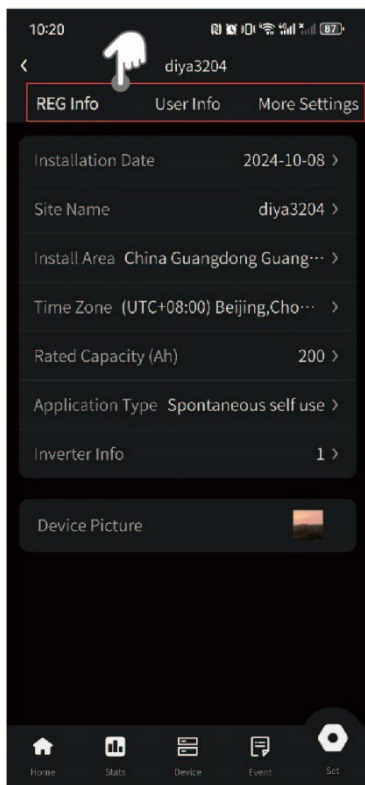 10:20 87
diya3204
REG Info User Info More Settings
Installation Date 2024-10-08
Site Name diya3204
Install Area China Guangdong Guang···
Time Zone (UTC+08:00) Beijing,Cho···
Rated Capacity (Ah) 200
Application Type Spontaneous self use
Inverter Info 1
Device Picture
Home Stats Device Event Set